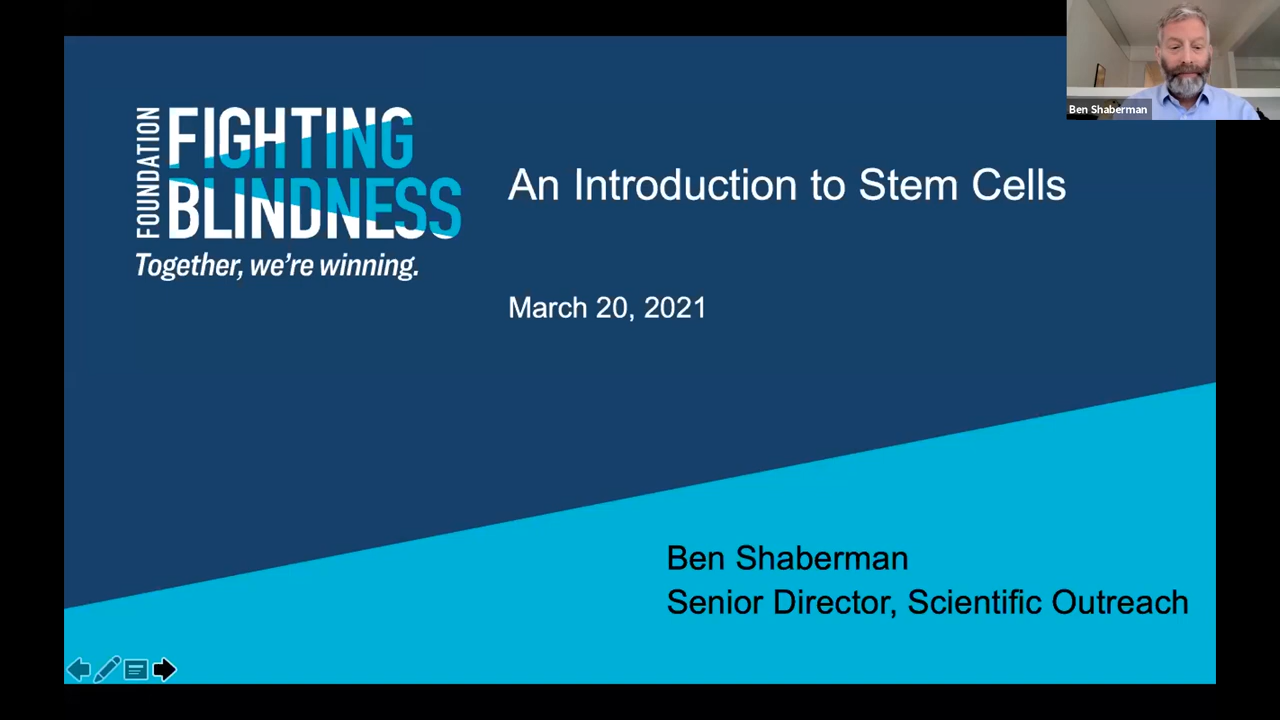 Ben Shaberman
FOUNDATION
FIGHTING
BLINDNESS
Together, we're winning.
An Introduction to Stem Cells
March 20, 2021
Ben Shaberman
Senior Director, Scientific Outreach